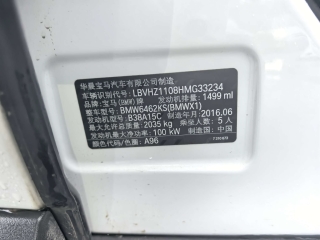 华晨宝马汽车有限公司制造
车辆识别代号: LBVHZ1108HMG33234
品牌: 宝马(BMW)牌 发动机排量: 1499 ml
整车型号: BMW6462KS(BMWX1)
发动机型号: B38A15C 制造年月: 2016.06
最大允许总质量: 2035 kg 乘坐人数: 5 人
发动机最大净功率: 100 kW 制造国: 中国
车身颜色代码: A96